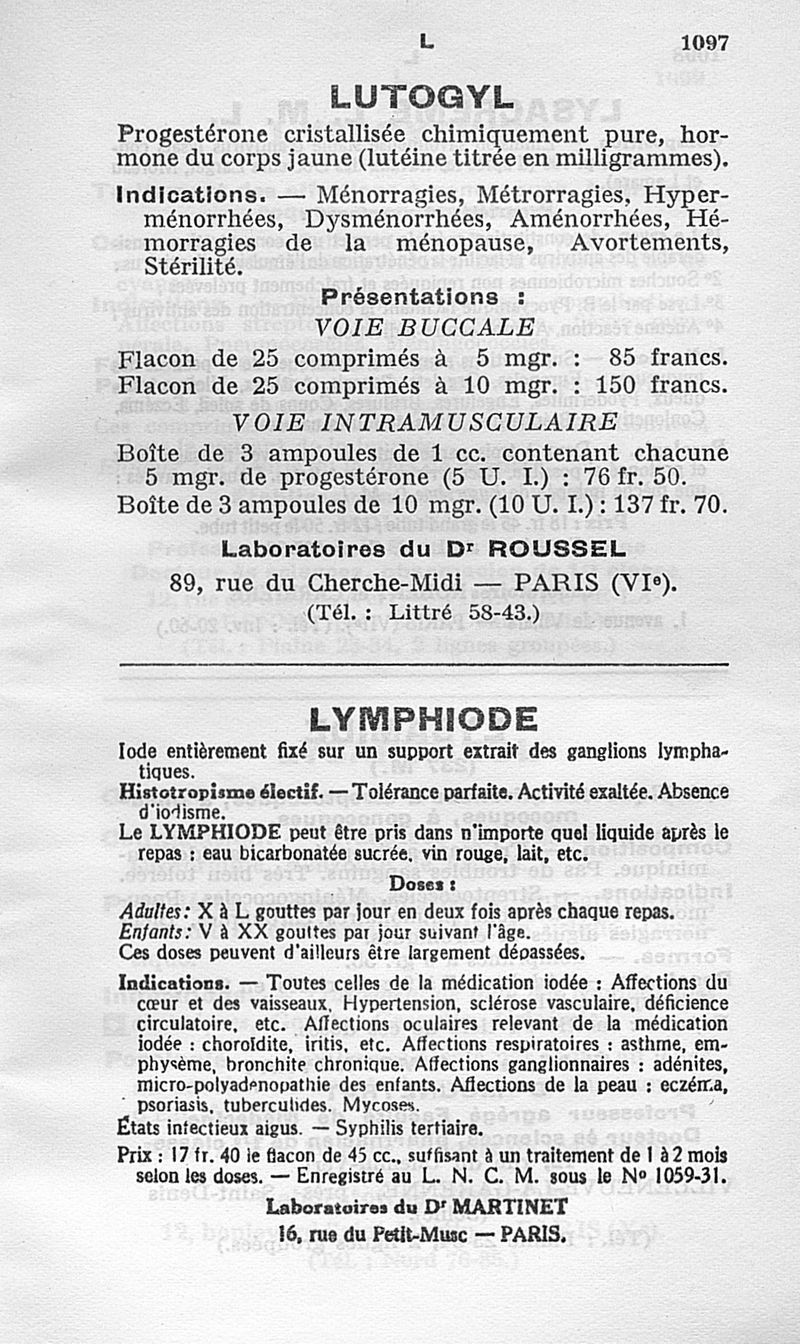 L 1097
LUTOGYL
Progestérone cristallisée chimiquement pure, hor-
mone du corps jaune (lutéine titrée en milligrammes).
Indications. — Ménorragies, Métrorragies, Hyper-
ménorrhées, Dysménorrhées, Aménorrhées, Hé-
morragies de la ménopause, Avortements,
Stérilité.
Présentations :
VOIE BUCCALE
Flacon de 25 comprimés à 5 mgr. : 85 francs.
Flacon de 25 comprimés à 10 mgr. : 150 francs.
VOIE INTRAMUSCULAIRE
Boîte de 3 ampoules de 1 cc. contenant chacune
5 mgr. de progestérone (5 U. I.) : 76 fr. 50.
Boîte de 3 ampoules de 10 mgr. (10 U. I.) : 137 fr. 70.
Laboratoires du Dr ROUSSEL
89, rue du Cherche-Midi — PARIS (VIe).
(Tél. : Littré 58-43.)
LYMPHIODE
Iode entièrement fixé sur un support extrait des ganglions lympha-
tiques.
Histotropisme électif. — Tolérance parfaite. Activité exaltée. Absence
d'iodisme.
Le LYMPHIODE peut être pris dans n'importe quel liquide après le
repas : eau bicarbonatée sucrée, vin rouge, lait, etc.
Doses :
Adultes : X à L gouttes par jour en deux fois après chaque repas.
Enfants : V à XX gouttes par jour suivant l'âge.
Ces doses peuvent d'ailleurs être largement dépassées.
Indications. — Toutes celles de la médication iodée : Affections du
cœur et des vaisseaux, Hypertension, sclérose vasculaire, déficience
circulatoire, etc. Affections oculaires relevant de la médication
iodée : choroïdite, iritis, etc. Affections respiratoires : asthme, em-
physème, bronchite chronique. Affections ganglionnaires : adénites,
micro-polyadénopathie des enfants. Affections de la peau : eczéma,
psoriasis, tuberculides. Mycoses.
États infectieux aigus. — Syphilis tertiaire.
Prix : 17 fr. 40 le flacon de 45 cc., suffisant à un traitement de 1 à 2 mois
selon les doses. — Enregistré au L. N. C. M. sous le No 1059-31.
Laboratoires du Dr MARTINET
16, rue du Petit-Musc — PARIS.